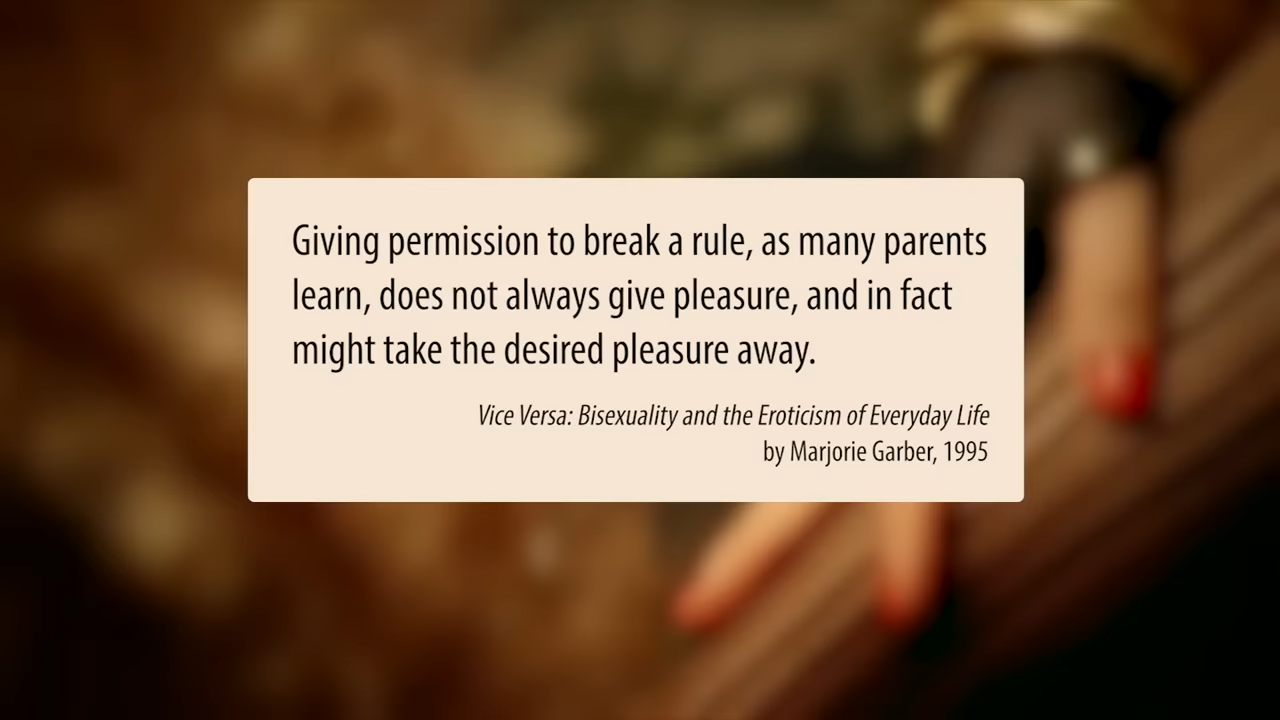 Giving permission to break a rule, as many parents
learn, does not always give pleasure, and in fact
might take the desired pleasure away.
Vice Versa: Bisexuality and the Eroticism of Everyday Life
by Marjorie Garber, 1995